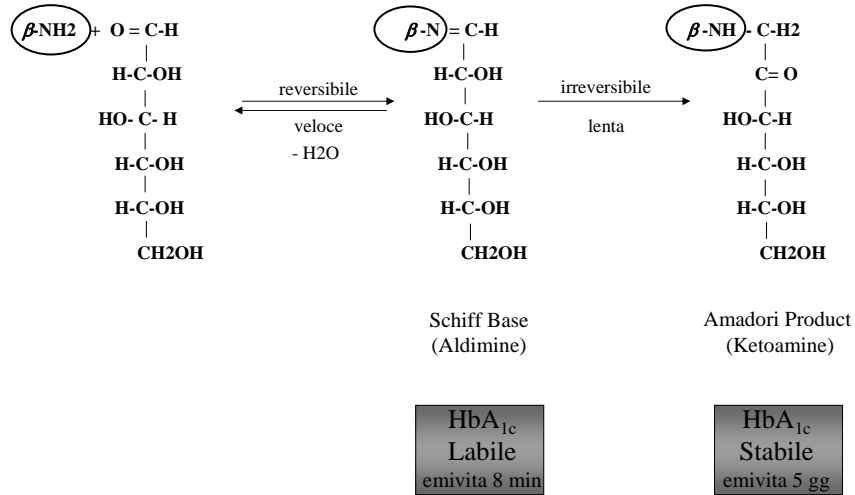 β-NH2 + O = C-H
H-C-OH
HO- C- H
H-C-OH
H-C-OH
CH2OH
reversibile
veloce
- H2O
β -N = C-H
H-C-OH
HO-C-H
H-C-OH
H-C-OH
CH2OH
irreversibile
lenta
β -NH - C-H2
C= O
HO-C-H
H-C-OH
H-C-OH
CH2OH
Schiff Base
(Aldimine)
Amadori Product
(Ketoamine)
HbA1c
Labile
emivita 8 min
HbA1c
Stabile
emivita 5 gg